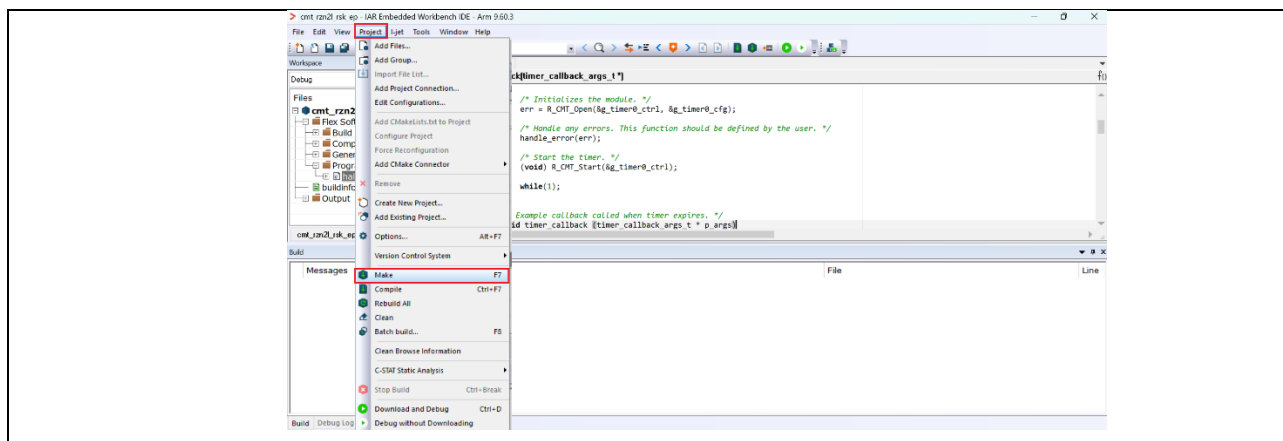 cmt_rzn2l_rsk_ep - IAR Embedded Workbench IDE - Arm 9.60.3
File Edit View Project I-jet Tools Window Help
Workspace
Debug
Files
cmt_rzn2
Flex Soft
Build
Comp
Gener
Progr
hal
buildinfo
Output
cmt_rzn2l_rsk_ep
Add Files...
Add Group...
Import File List...
Add Project Connection...
Edit Configurations...
Add CMakeLists.txt to Project
Configure Project
Force Reconfiguration
Add CMake Connector
Remove
Create New Project...
Add Existing Project...
Options... Alt+F7
Version Control System
Make F7
Compile Ctrl+F7
Rebuild All
Clean
Batch build... F8
Clean Browse Information
C-STAT Static Analysis
Stop Build Ctrl+Break
Download and Debug Ctrl+D
Debug without Downloading
ck(timer_callback_args_t *)
/* Initializes the module. */
err = R_CMT_Open(&g_timer0_ctrl, &g_timer0_cfg);
/* Handle any errors. This function should be defined by the user. */
handle_error(err);
/* Start the timer. */
(void) R_CMT_Start(&g_timer0_ctrl);
while(1);
Example callback called when timer expires. */
id timer_callback (timer_callback_args_t * p_args)
Build
Messages File Line
Build Debug Log